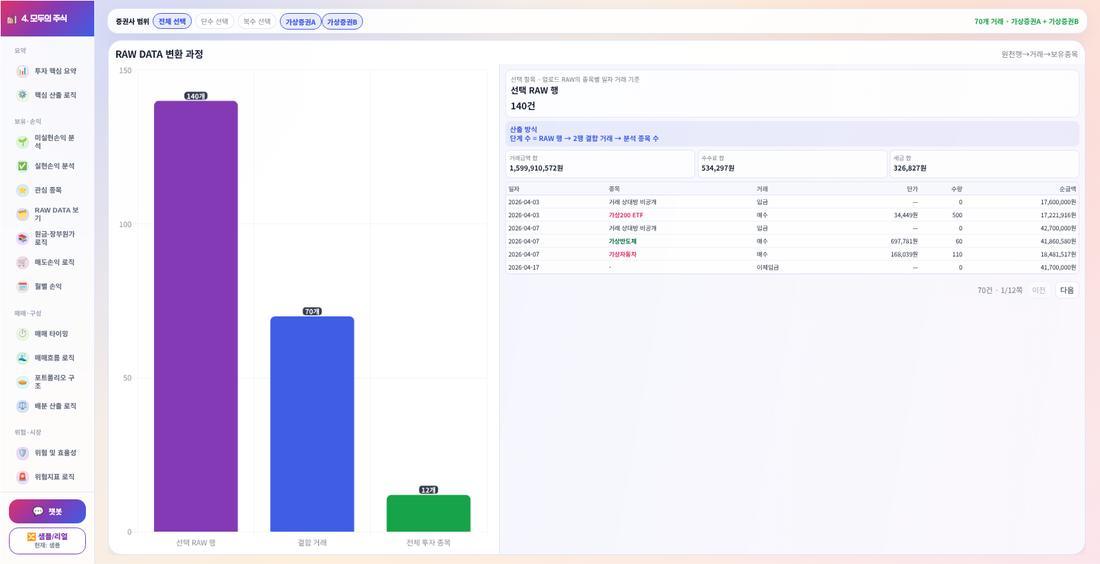 4. 모두의 주식
요약
투자 핵심 요약
핵심 산출 로직
보유·손익
미실현손익 분석
실현손익 분석
관심 종목
RAW DATA 보기
원금·장부원가 로직
매도손익 로직
월별 손익
매매·구성
매매 타이밍
매매흐름 로직
포트폴리오 구조
배분 산출 로직
위험·시장
위험 및 효율성
위험지표 로직
챗봇
샘플/리얼
현재: 샘플
증권사 범위 전체 선택 단수 선택 복수 선택 가상증권A 가상증권B
70개 거래 · 가상증권A + 가상증권B
RAW DATA 변환 과정
원천행→거래→보유종목
150
100
50
0
140개
70개
12개
선택 RAW 행 결합 거래 전체 투자 종목
선택 항목 · 업로드 RAW의 종목별 일자 거래 기준
선택 RAW 행
140건
산출 방식
단계 수 = RAW 행 → 2행 결합 거래 → 분석 종목 수
거래금액 합 수수료 합 세금 합
1,599,910,572원 534,297원 326,827원
일자 종목 거래 단가 수량 순금액
2026-04-03 거래 상대방 비공개 입금 — 0 17,600,000원
2026-04-03 가상200 ETF 매수 34,449원 500 17,221,916원
2026-04-07 거래 상대방 비공개 입금 — 0 42,700,000원
2026-04-07 가상반도체 매수 697,781원 60 41,860,580원
2026-04-07 가상자동차 매수 168,039원 110 18,481,517원
2026-04-17 - 이체입금 — 0 41,700,000원
70건 · 1/12쪽 이전 다음